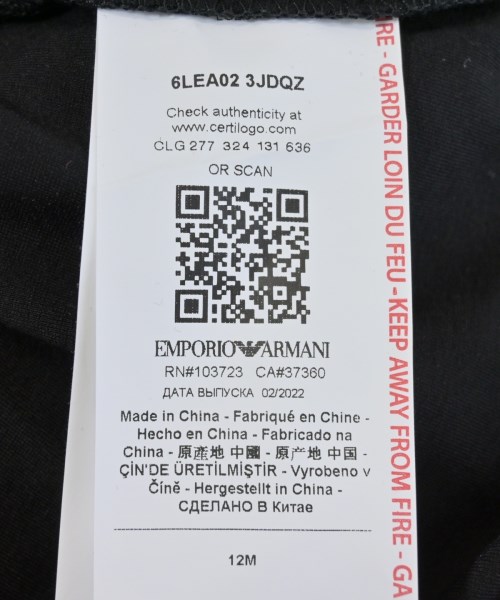 6LEA02 3JDQZ
Check authenticity at
www.certilogo.com
CLG 277 324 131 636
OR SCAN
EMPORIO ARMANI
RN#103723 CA#37360
ДАТА ВЫПУСКА 02/2022
Made in China - Fabriqué en Chine -
Hecho en China - Fabricado na
China - 原產地 中國 - 原产地 中国 -
ÇİN'DE ÜRETİLMİŞTİR - Vyrobeno v
Číně - Hergestellt in China -
СДЕЛАНО В Китае
12M
IRE - GARDER LOIN DU FEU - KEEP AWAY FROM FIRE - GA